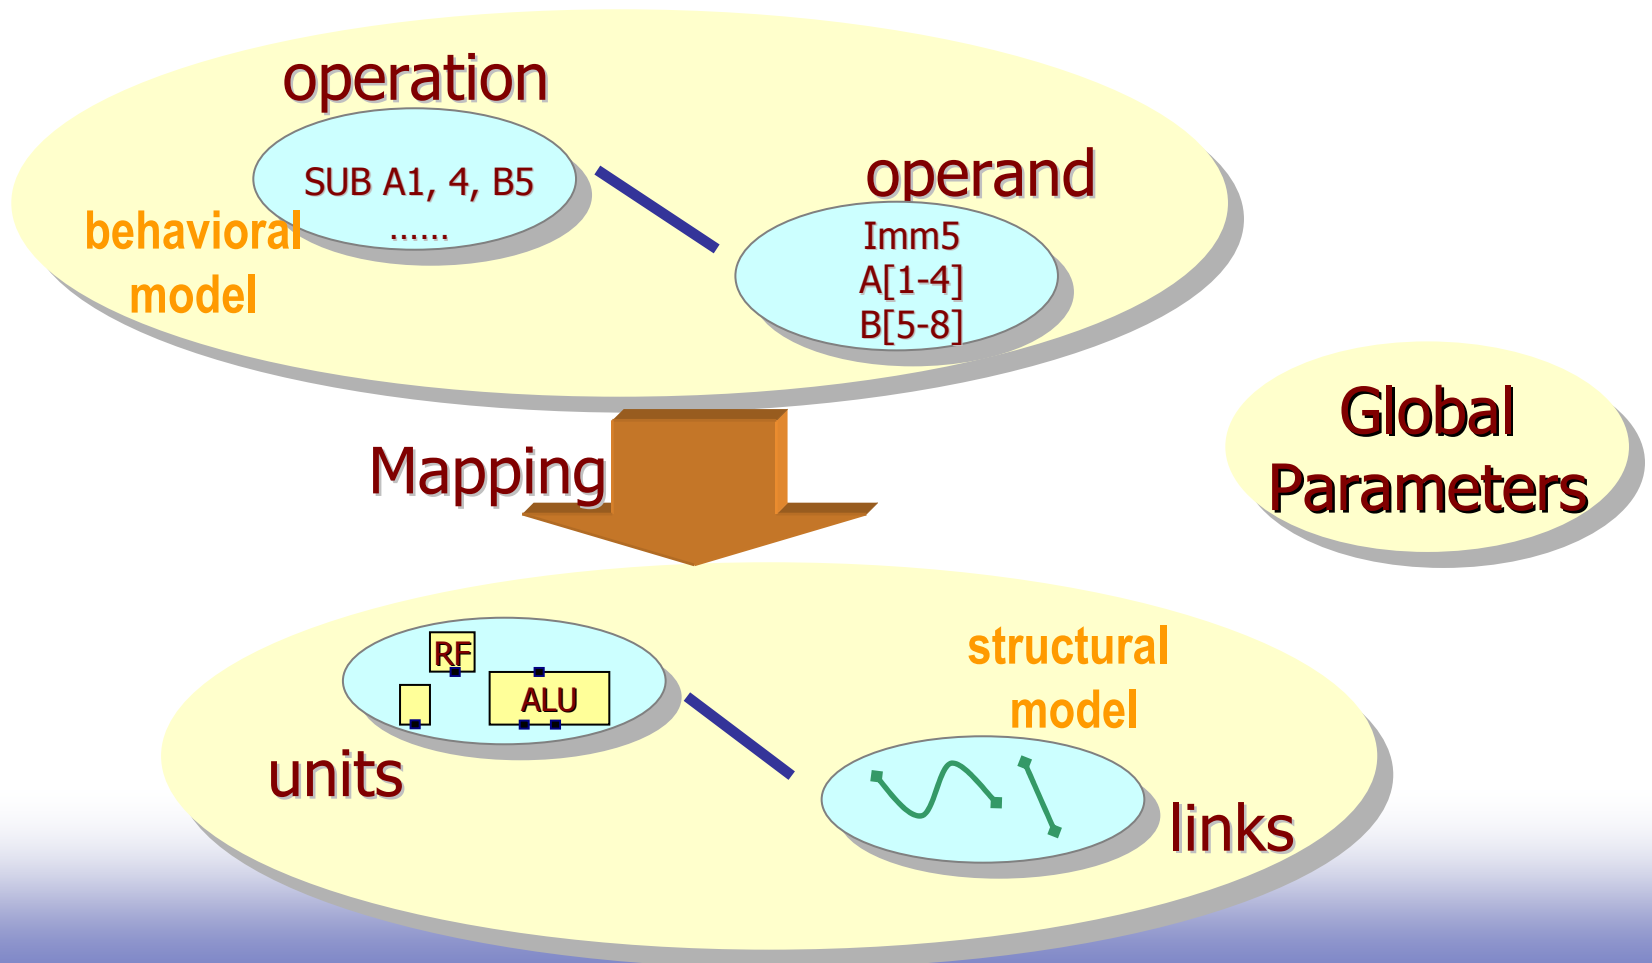 operation
SUB A1, 4, B5
......
behavioral
model
operand
Imm5
A[1-4]
B[5-8]
Mapping
Global
Parameters
RF
ALU
units
structural
model
links